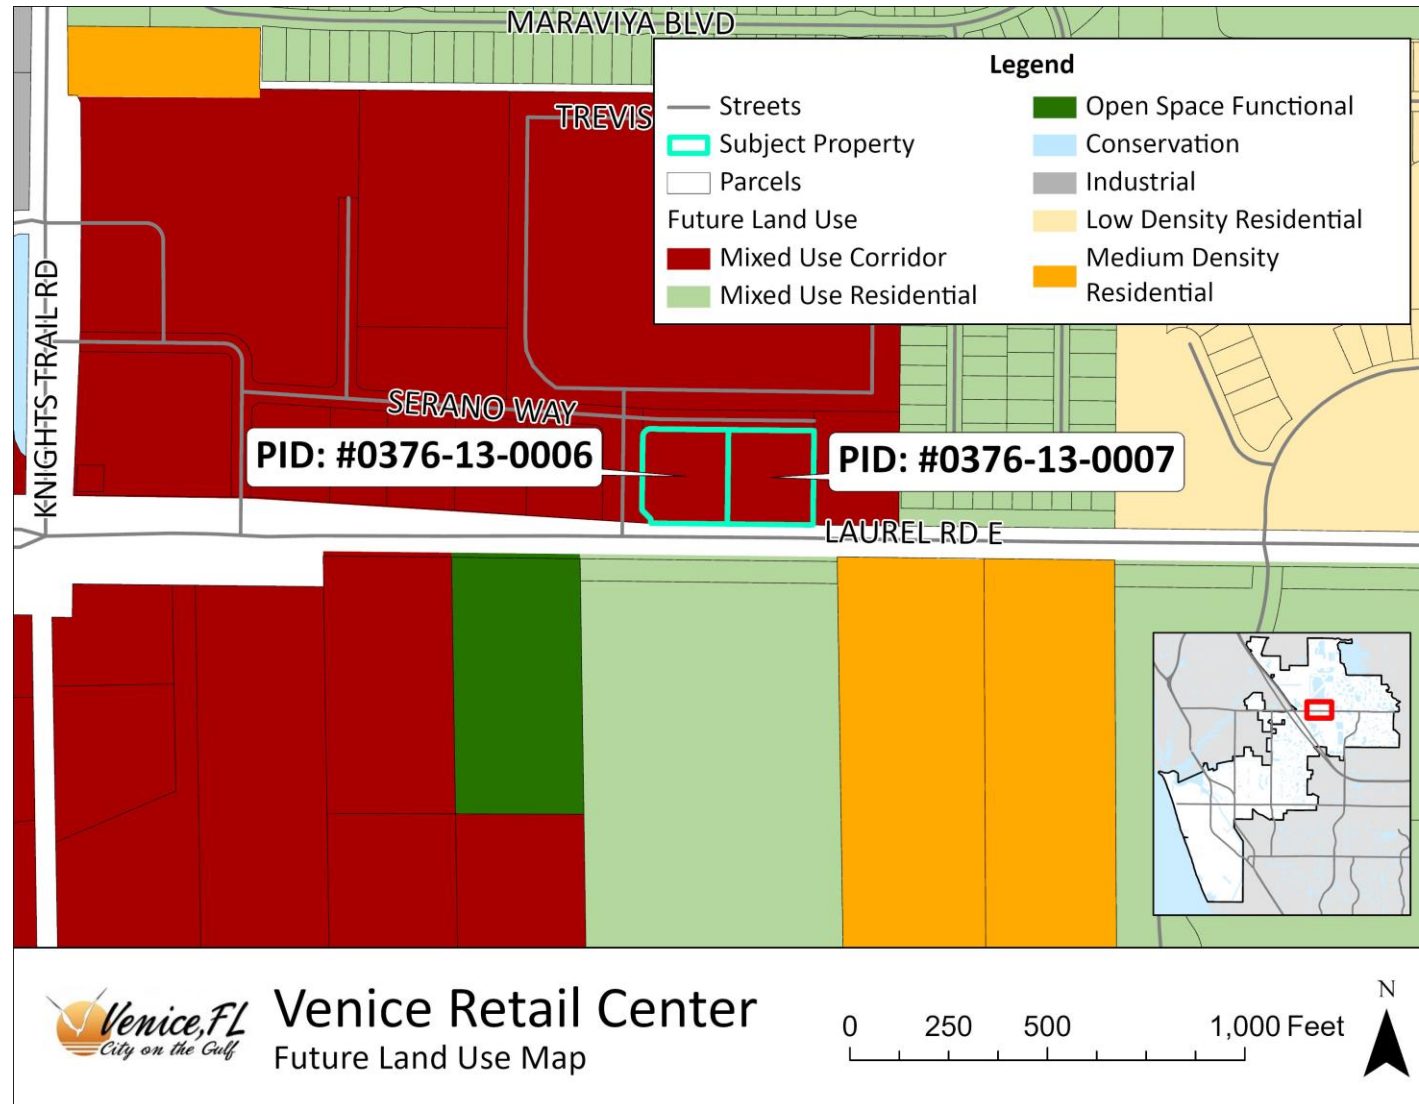 MARAVIYA BLVD
TREVIS
Legend
Streets
Subject Property
Parcels
Future Land Use
Mixed Use Corridor
Mixed Use Residential
Open Space Functional
Conservation
Industrial
Low Density Residential
Medium Density
Residential
KNIGHTS TRAIL RD
SERANO WAY
PID: #0376-13-0006
PID: #0376-13-0007
LAUREL RD E
Venice, FL
City on the Gulf
Venice Retail Center
Future Land Use Map
0 250 500 1,000 Feet
N